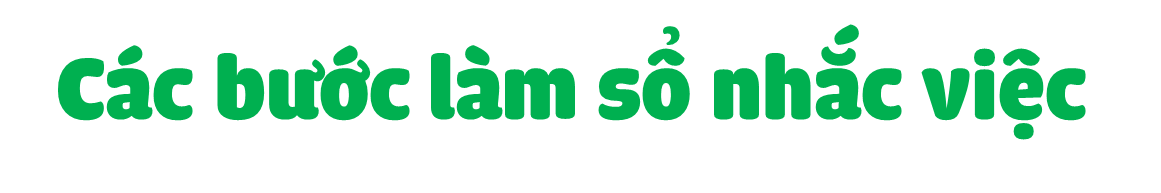 Các bước làm sổ nhắc việc